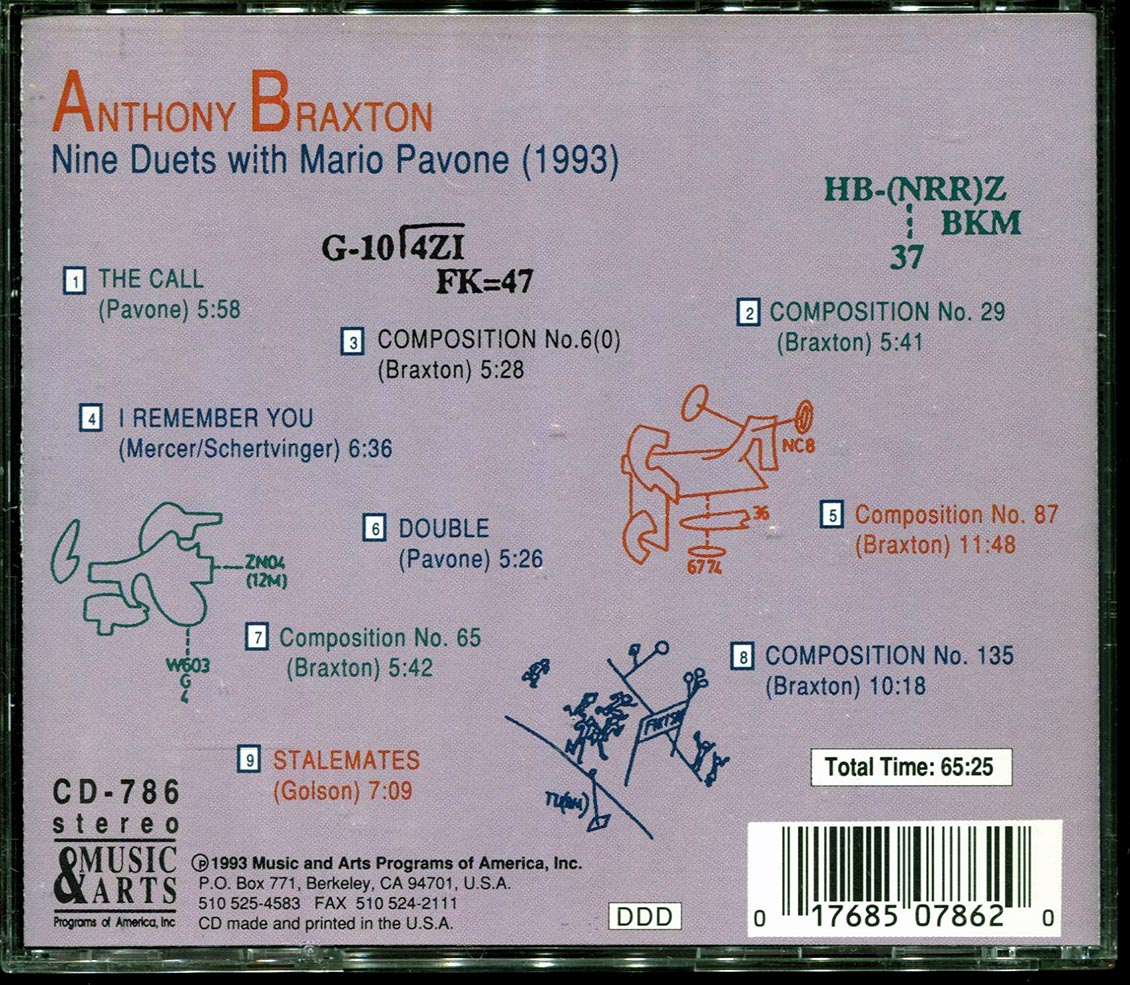 ANTHONY BRAXTON
Nine Duets with Mario Pavone (1993)
HB-(NRR)Z
BKM
37
G-10 4ZI
FK=47
1 THE CALL
(Pavone) 5:58
2 COMPOSITION No. 29
(Braxton) 5:41
3 COMPOSITION No.6(0)
(Braxton) 5:28
4 I REMEMBER YOU
(Mercer/Schertvinger) 6:36
NC8
36
6774
5 Composition No. 87
(Braxton) 11:48
6 DOUBLE
(Pavone) 5:26
ZN04
(12M)
W603
G
4
7 Composition No. 65
(Braxton) 5:42
8 COMPOSITION No. 135
(Braxton) 10:18
9 STALEMATES
(Golson) 7:09
Total Time: 65:25
CD-786
stereo
MUSIC
& ARTS
Programs of America, Inc
℗1993 Music and Arts Programs of America, Inc.
P.O. Box 771, Berkeley, CA 94701, U.S.A.
510 525-4583 FAX 510 524-2111
CD made and printed in the U.S.A.
DDD
0 17685 07862 0